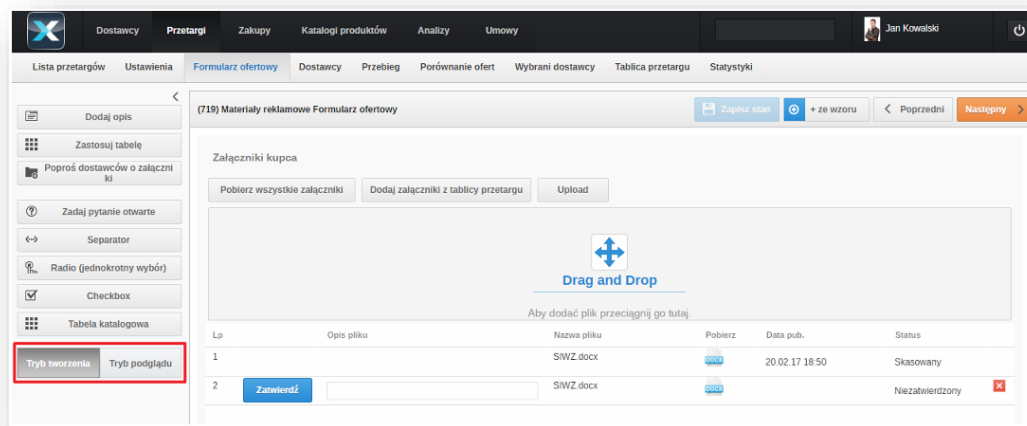 Dostawcy Przetargi Zakupy Katalogi produktów Analizy Umowy Jan Kowalski
Lista przetargów Ustawienia Formularz ofertowy Dostawcy Przebieg Porównanie ofert Wybrani dostawcy Tablica przetargu Statystyki
Dodaj opis
Zastosuj tabelę
Poproś dostawców o załączni
ki
Zadaj pytanie otwarte
Separator
Radio (jednokrotny wybór)
Checkbox
Tabela katalogowa
Tryb tworzenia Tryb podglądu
(719) Materiały reklamowe Formularz ofertowy Zapisz stan + ze wzoru Poprzedni Następny
Załączniki kupca
Pobierz wszystkie załączniki Dodaj załączniki z tablicy przetargu Upload
Drag and Drop
Aby dodać plik przeciągnij go tutaj.
Lp Opis pliku Nazwa pliku Pobierz Data pub. Status
1 SIWZ.docx DOCX 20.02.17 18:50 Skasowany
2 Zatwierdź SIWZ.docx DOCX Niezatwierdzony